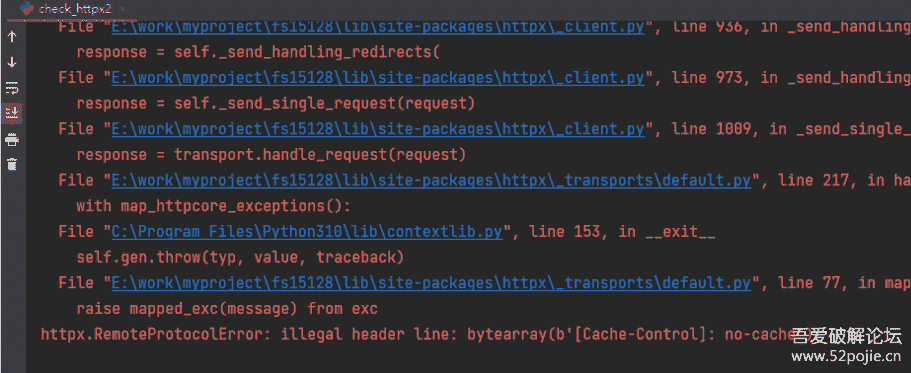 check_httpx2
File "E:\work\myproject\fs15128\lib\site-packages\httpx\_client.py", line 936, in _send_handling
response = self._send_handling_redirects(
File "E:\work\myproject\fs15128\lib\site-packages\httpx\_client.py", line 973, in _send_handling
response = self._send_single_request(request)
File "E:\work\myproject\fs15128\lib\site-packages\httpx\_client.py", line 1009, in _send_single_
response = transport.handle_request(request)
File "E:\work\myproject\fs15128\lib\site-packages\httpx\_transports\default.py", line 217, in ha
with map_httpcore_exceptions():
File "C:\Program Files\Python310\lib\contextlib.py", line 153, in __exit__
self.gen.throw(typ, value, traceback)
File "E:\work\myproject\fs15128\lib\site-packages\httpx\_transports\default.py", line 77, in map
raise mapped_exc(message) from exc
httpx.RemoteProtocolError: illegal header line: bytearray(b'[Cache-Control]: no-cache
吾爱破解论坛
www.52pojie.cn